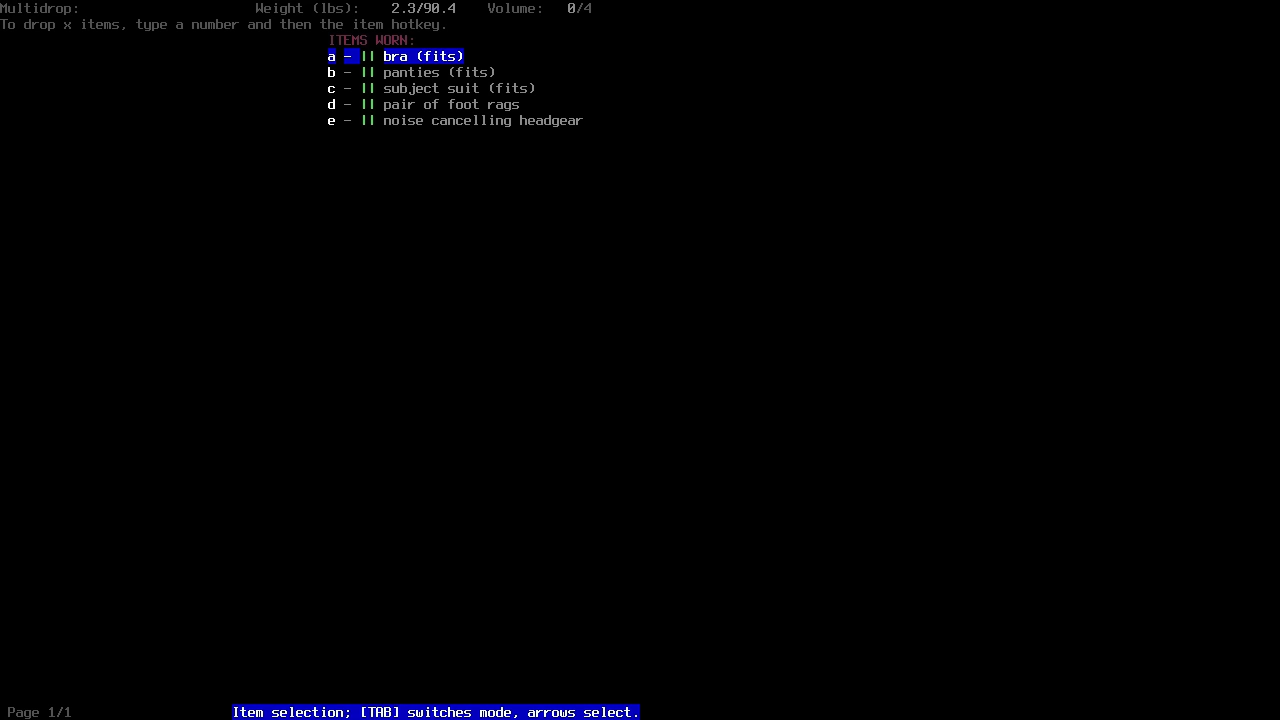 Multidrop: Weight (lbs): 2.3/90.4 Volume: 0/4
To drop x items, type a number and then the item hotkey.
ITEMS WORN:
a - || bra (fits)
b - || panties (fits)
c - || subject suit (fits)
d - || pair of foot rags
e - || noise cancelling headgear
Page 1/1 Item selection; [TAB] switches mode, arrows select.